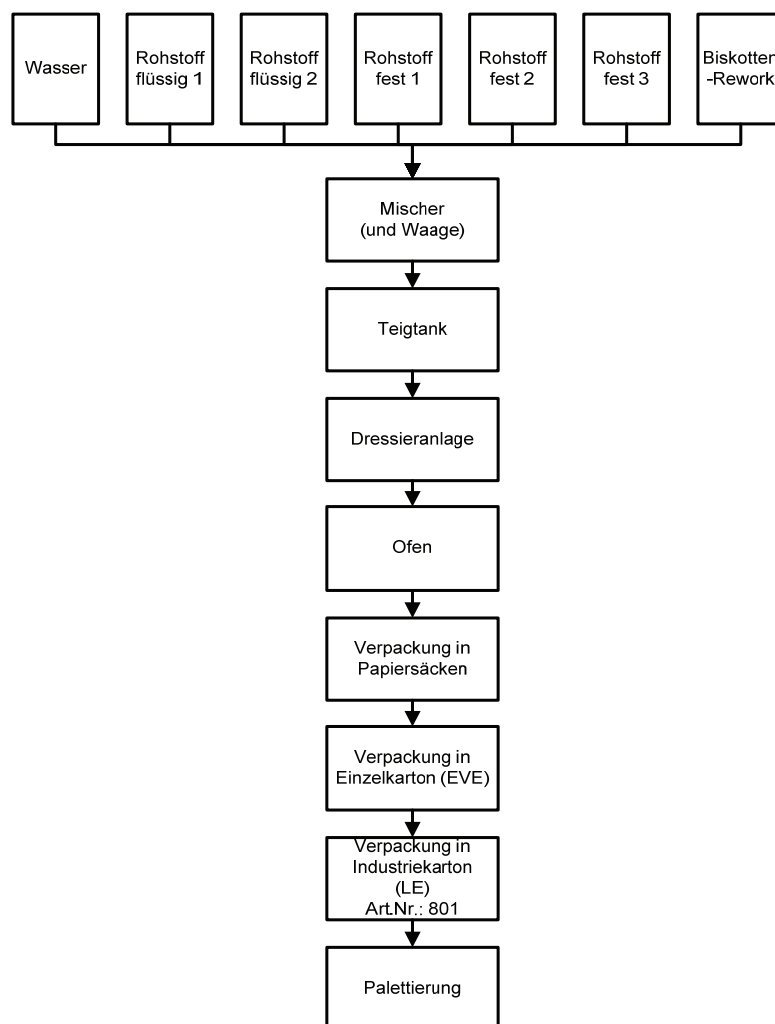 Wasser
Rohstoff
flüssig 1
Rohstoff
flüssig 2
Rohstoff
fest 1
Rohstoff
fest 2
Rohstoff
fest 3
Biskotten
-Rework
Mischer
(und Waage)
Teigtank
Dressieranlage
Ofen
Verpackung in
Papiersäcken
Verpackung in
Einzelkarton (EVE)
Verpackung in
Industriekarton
(LE)
Art.Nr.: 801
Palettierung